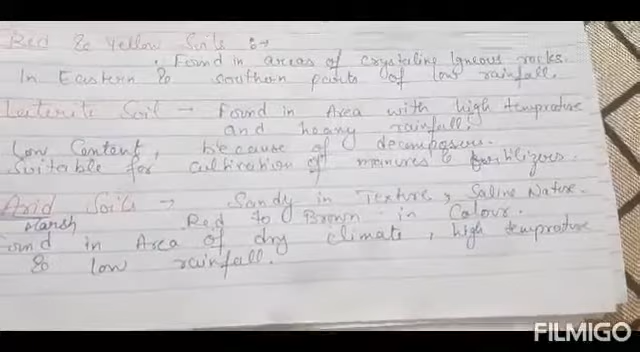 Red & Yellow Soils :→
. Found in areas of crystaline Igneous rocks.
In Eastern & southern parts of low rainfall.
Laterite Soil → Found in Area with high temprature
and heavy rainfall.
Low Content, because of decomposers.
Suitable for cultivation of manures & fertilizers.
Arid Soils → Sandy in Texture, Saline Nature.
Marsh Red to Brown in Colour.
ound in Area of dry climate, high temprature
& low rainfall.
FILMIGO